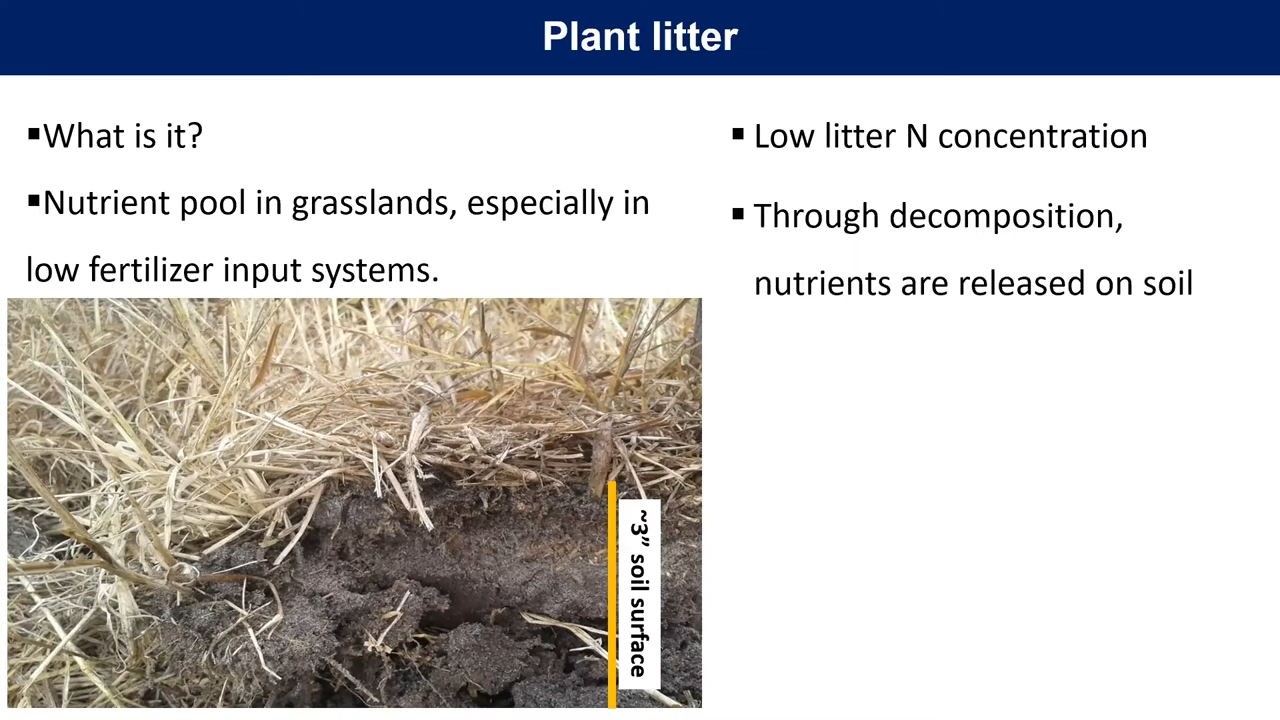 Plant litter
▪What is it?
▪Nutrient pool in grasslands, especially in
low fertilizer input systems.
▪ Low litter N concentration
▪ Through decomposition,
nutrients are released on soil
~3” soil surface